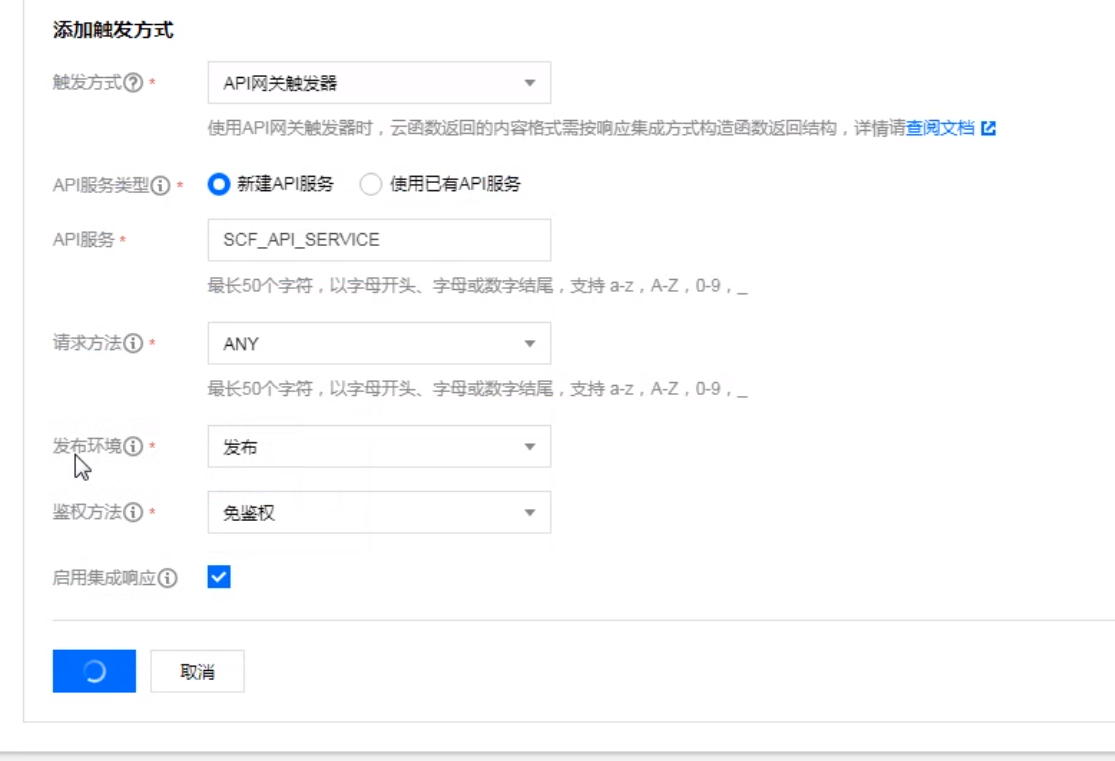 添加触发方式
触发方式 * API网关触发器
使用API网关触发器时，云函数返回的内容格式需按响应集成方式构造函数返回结构，详情请查阅文档
API服务类型 * 新建API服务 使用已有API服务
API服务 * SCF_API_SERVICE
最长50个字符，以字母开头、字母或数字结尾，支持 a-z，A-Z，0-9，_
请求方法 * ANY
最长50个字符，以字母开头、字母或数字结尾，支持 a-z，A-Z，0-9，_
发布环境 * 发布
鉴权方法 * 免鉴权
启用集成响应
取消